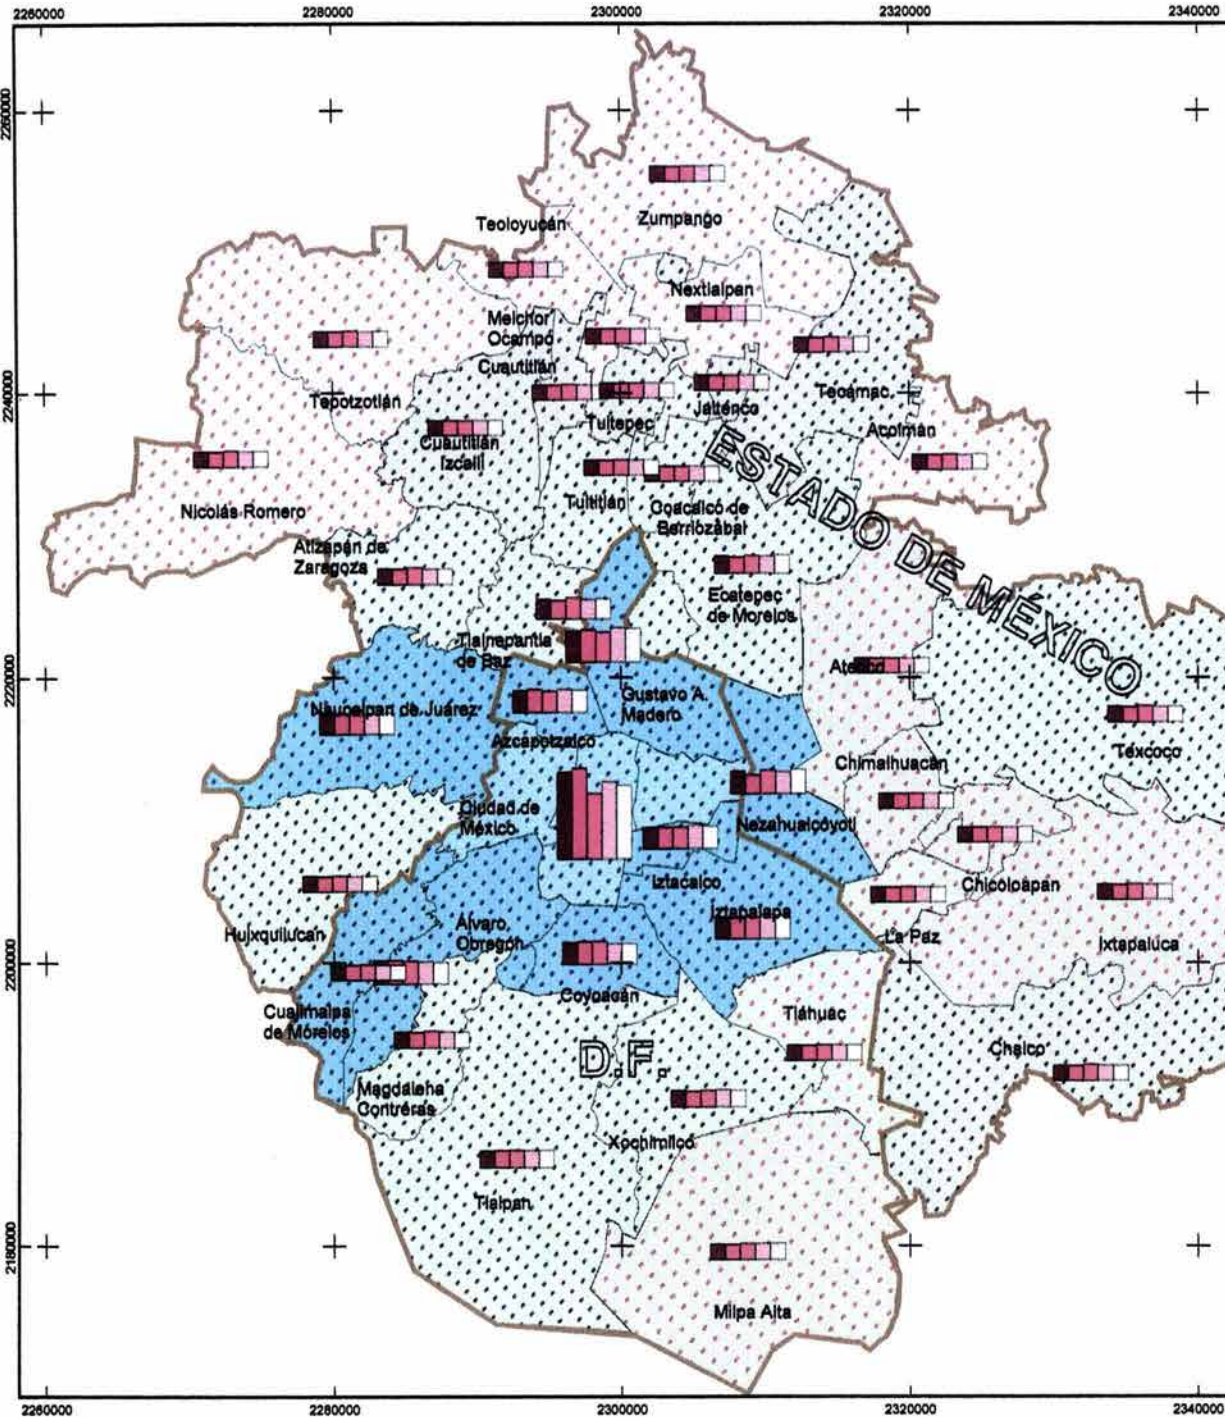 2260000 2280000 2300000 2320000 2340000
2260000
Teoloyucán
Zumpango
Nextlalpan
Melchor
Ocampo
Cuautitlán
2240000
Tepotzotlán
Tultepec
Jaltenco
Tecámac
Acolmán
Cuautitlán
Izcalli
ESTADO DE MÉXICO
Nicolás Romero
Tultitlán
Coacalco de
Berriozábal
Atizapán de
Zaragoza
Ecatepec
de Morelos
Tlalnepantla
de Baz
Atenco
2220000
Naucalpan de Juárez
Gustavo A.
Madero
Azcapotzalco
Texcoco
Chimalhuacán
Ciudad de
México
Nezahualcóyotl
Iztacalco
Chicoloapan
Iztapalapa
Huixquilucan
Alvaro
Obregón
La Paz
Ixtapaluca
2200000
Coyoacán
Cuajimalpa
de Morelos
Tláhuac
D.F.
Chalco
Magdalena
Contreras
Xochimilco
Tlalpan
2180000
Milpa Alta
2260000 2280000 2300000 2320000 2340000